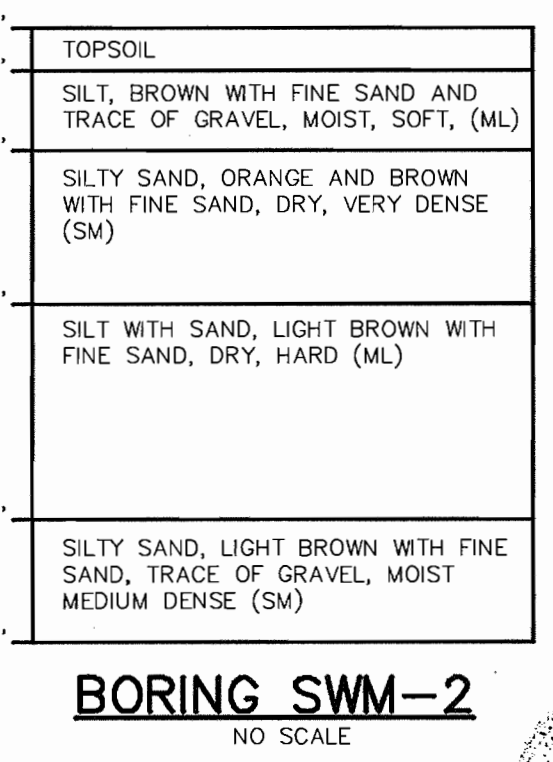 TOPSOIL
SILT, BROWN WITH FINE SAND AND
TRACE OF GRAVEL, MOIST, SOFT, (ML)
SILTY SAND, ORANGE AND BROWN
WITH FINE SAND, DRY, VERY DENSE
(SM)
SILT WITH SAND, LIGHT BROWN WITH
FINE SAND, DRY, HARD (ML)
SILTY SAND, LIGHT BROWN WITH FINE
SAND, TRACE OF GRAVEL, MOIST
MEDIUM DENSE (SM)
BORING SWM-2
NO SCALE